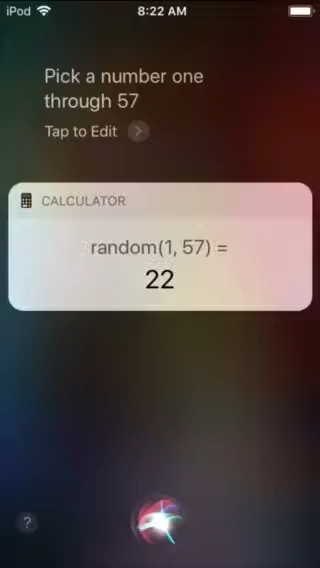 iPod 8:22 AM
Pick a number one
through 57
Tap to Edit
CALCULATOR
random(1, 57) =
22
?